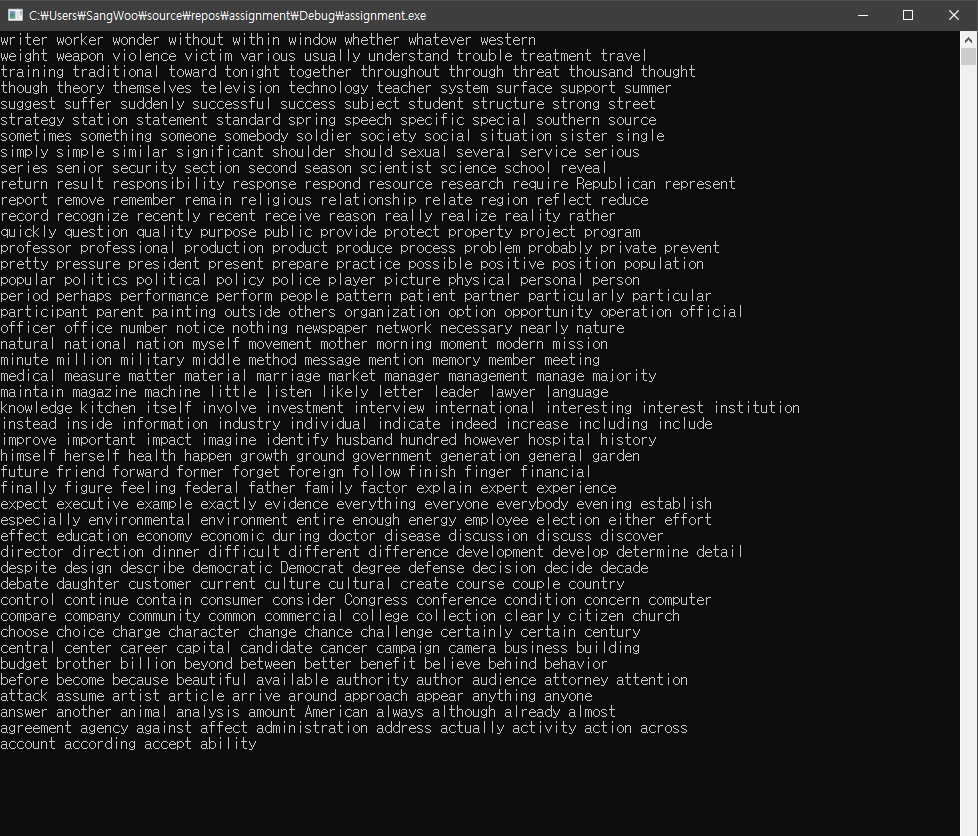 C:₩Users₩SangWoo₩source₩repos₩assignment₩Debug₩assignment.exe
writer worker wonder without within window whether whatever western
weight weapon violence victim various usually understand trouble treatment travel
training traditional toward tonight together throughout through threat thousand thought
though theory themselves television technology teacher system surface support summer
suggest suffer suddenly successful success subject student structure strong street
strategy station statement standard spring speech specific special southern source
sometimes something someone somebody soldier society social situation sister single
simply simple similar significant shoulder should sexual several service serious
series senior security section second season scientist science school reveal
return result responsibility response respond resource research require Republican represent
report remove remember remain religious relationship relate region reflect reduce
record recognize recently recent receive reason really realize reality rather
quickly question quality purpose public provide protect property project program
professor professional production product produce process problem probably private prevent
pretty pressure president present prepare practice possible positive position population
popular politics political policy police player picture physical personal person
period perhaps performance perform people pattern patient partner particularly particular
participant parent painting outside others organization option opportunity operation official
officer office number notice nothing newspaper network necessary nearly nature
natural national nation myself movement mother morning moment modern mission
minute million military middle method message mention memory member meeting
medical measure matter material marriage market manager management manage majority
maintain magazine machine little listen likely letter leader lawyer language
knowledge kitchen itself involve investment interview international interesting interest institution
instead inside information industry individual indicate indeed increase including include
improve important impact imagine identify husband hundred however hospital history
himself herself health happen growth ground government generation general garden
future friend forward former forget foreign follow finish finger financial
finally figure feeling federal father family factor explain expert experience
expect executive example exactly evidence everything everyone everybody evening establish
especially environmental environment entire enough energy employee election either effort
effect education economy economic during doctor disease discussion discuss discover
director direction dinner difficult different difference development develop determine detail
despite design describe democratic Democrat degree defense decision decide decade
debate daughter customer current culture cultural create course couple country
control continue contain consumer consider Congress conference condition concern computer
compare company community common commercial college collection clearly citizen church
choose choice charge character change chance challenge certainly certain century
central center career capital candidate cancer campaign camera business building
budget brother billion beyond between better benefit believe behind behavior
before become because beautiful available authority author audience attorney attention
attack assume artist article arrive around approach appear anything anyone
answer another animal analysis amount American always although already almost
agreement agency against affect administration address actually activity action across
account according accept ability